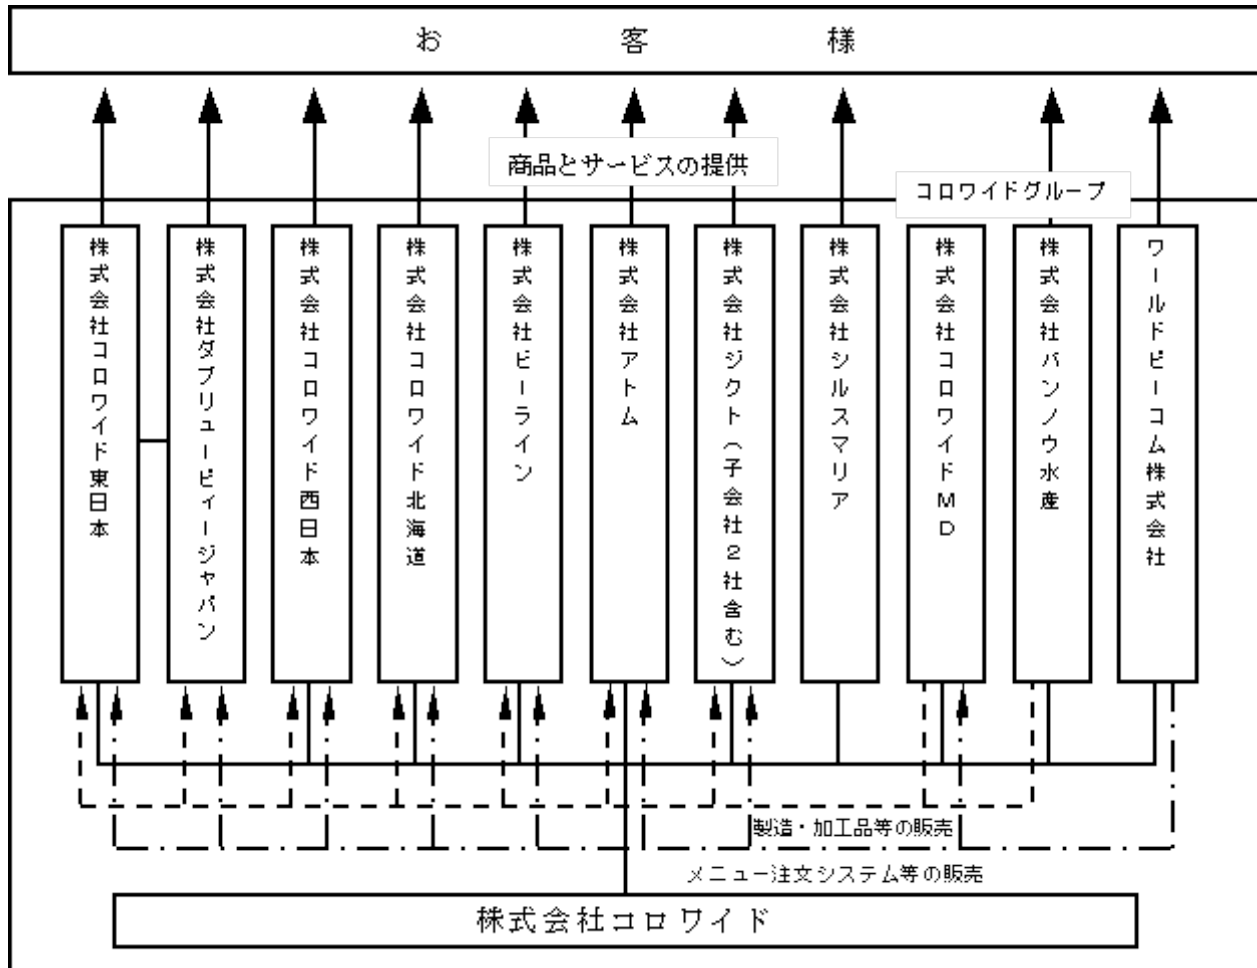 お客様
商品とサービスの提供
コロワイドグループ
株式会社コロワイド東日本
株式会社ダブリューピィージャパン
株式会社コロワイド西日本
株式会社コロワイド北海道
株式会社ビーライン
株式会社アトム
株式会社ジクト(子会社2社含む)
株式会社シルスマリア
株式会社コロワイドMD
株式会社バンノウ水産
ワールドピーコム株式会社
製造・加工品等の販売
メニュー注文システム等の販売
株式会社コロワイド